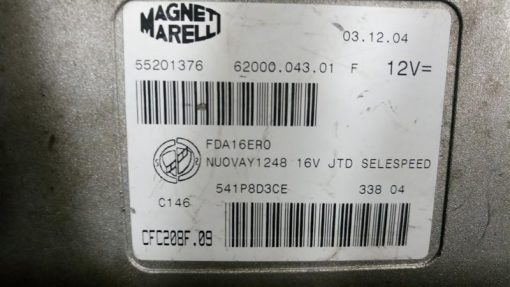 MAGNETI
MARELLI
03.12.04
55201376 62000.043.01 F 12V=
FDA16ER0
NUOVAY1248 16V JTD SELESPEED
541P8D3CE 338 04
C146
CFC208F.09